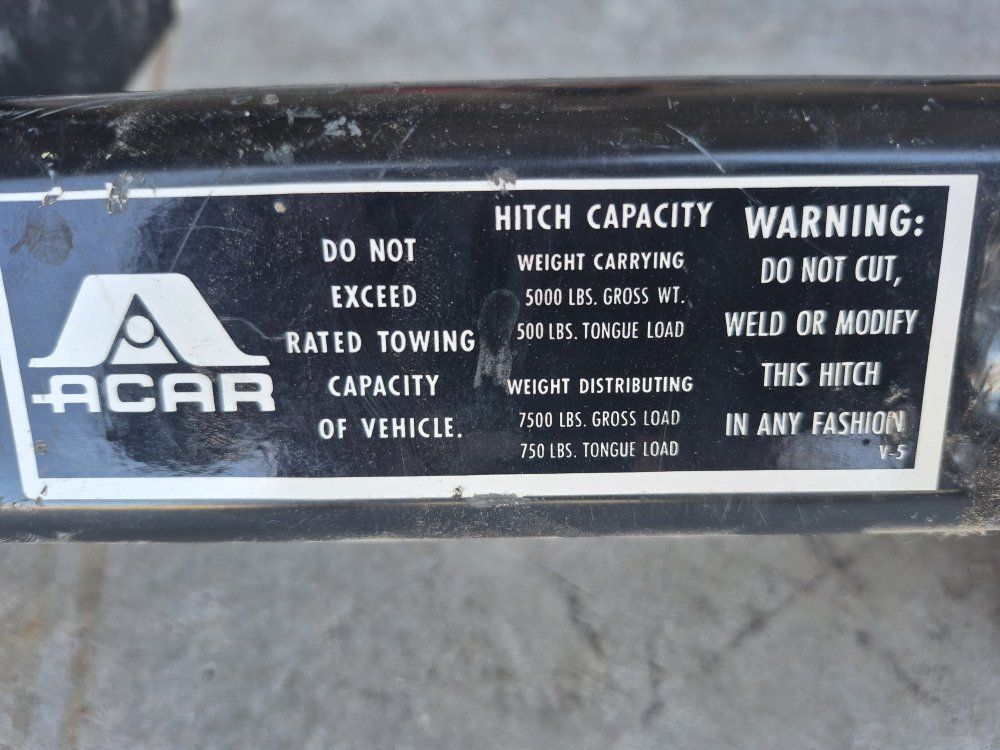 ACAR
DO NOT
EXCEED
RATED TOWING
CAPACITY
OF VEHICLE.
HITCH CAPACITY
WEIGHT CARRYING
5000 LBS. GROSS WT.
500 LBS. TONGUE LOAD
WEIGHT DISTRIBUTING
7500 LBS. GROSS LOAD
750 LBS. TONGUE LOAD
WARNING:
DO NOT CUT,
WELD OR MODIFY
THIS HITCH
IN ANY FASHION
V-5